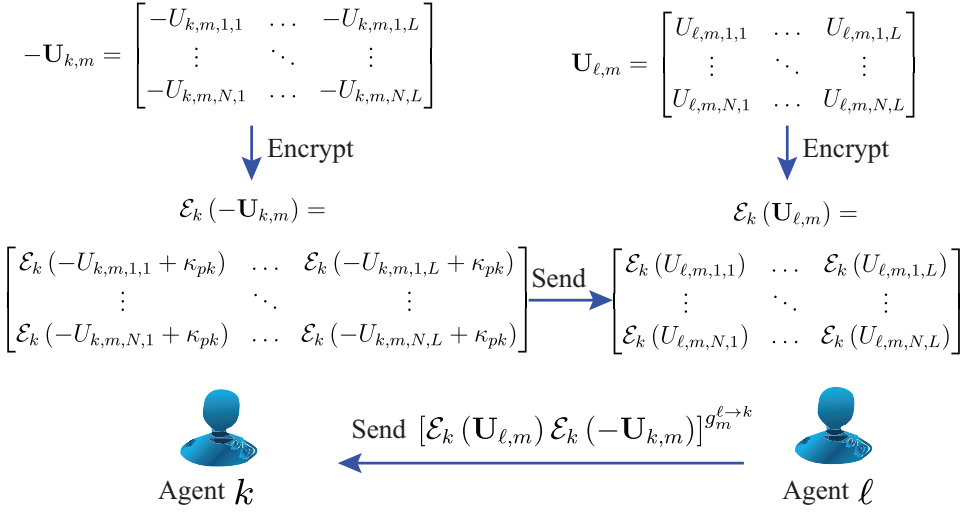 −U_{k,m} = [−U_{k,m,1,1} … −U_{k,m,1,L}
⋮ ⋱ ⋮
−U_{k,m,N,1} … −U_{k,m,N,L}]
Encrypt
ℰ_k (−U_{k,m}) =
[ℰ_k (−U_{k,m,1,1} + κ_{pk}) … ℰ_k (−U_{k,m,1,L} + κ_{pk})
⋮ ⋱ ⋮
ℰ_k (−U_{k,m,N,1} + κ_{pk}) … ℰ_k (−U_{k,m,N,L} + κ_{pk})]
Send
U_{ℓ,m} = [U_{ℓ,m,1,1} … U_{ℓ,m,1,L}
⋮ ⋱ ⋮
U_{ℓ,m,N,1} … U_{ℓ,m,N,L}]
Encrypt
ℰ_k (U_{ℓ,m}) =
[ℰ_k (U_{ℓ,m,1,1}) … ℰ_k (U_{ℓ,m,1,L})
⋮ ⋱ ⋮
ℰ_k (U_{ℓ,m,N,1}) … ℰ_k (U_{ℓ,m,N,L})]
Send [ℰ_k (U_{ℓ,m}) ℰ_k (−U_{k,m})]^{g_m^{ℓ→k}}
Agent k
Agent ℓ